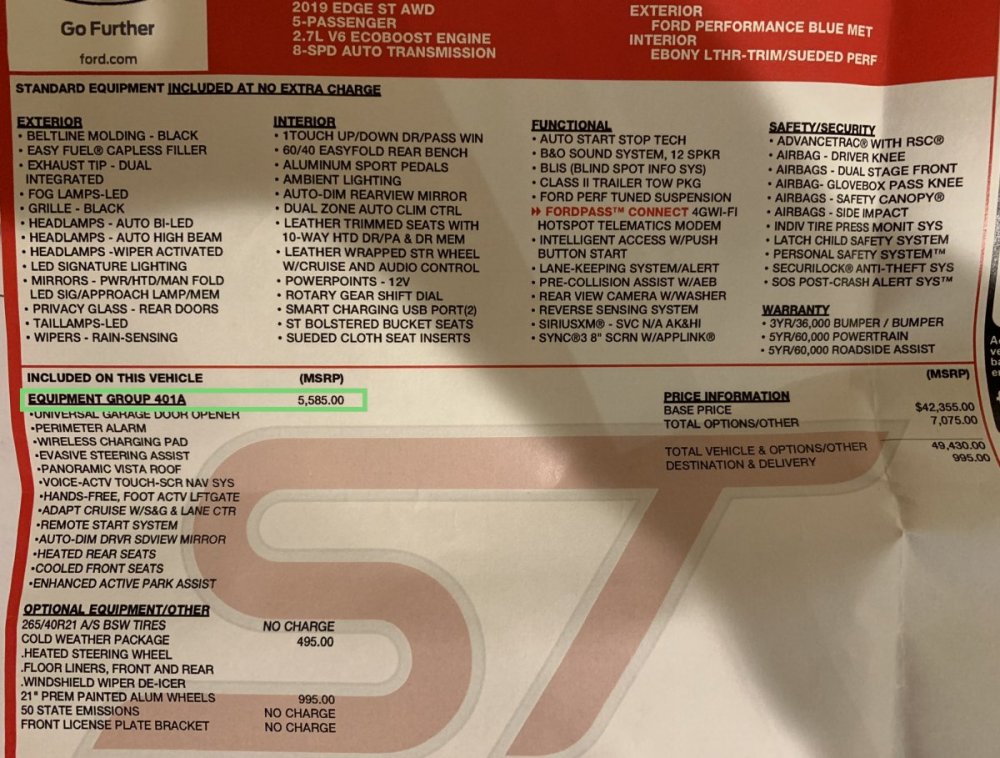 Go Further
ford.com
2019 EDGE ST AWD
5-PASSENGER
2.7L V6 ECOBOOST ENGINE
8-SPD AUTO TRANSMISSION
EXTERIOR
FORD PERFORMANCE BLUE MET
INTERIOR
EBONY LTHR-TRIM/SUEDED PERF
STANDARD EQUIPMENT INCLUDED AT NO EXTRA CHARGE
EXTERIOR
• BELTLINE MOLDING - BLACK
• EASY FUEL® CAPLESS FILLER
• EXHAUST TIP - DUAL
INTEGRATED
• FOG LAMPS-LED
• GRILLE - BLACK
• HEADLAMPS - AUTO BI-LED
• HEADLAMPS - AUTO HIGH BEAM
• HEADLAMPS -WIPER ACTIVATED
• LED SIGNATURE LIGHTING
• MIRRORS - PWR/HTD/MAN FOLD
LED SIG/APPROACH LAMP/MEM
• PRIVACY GLASS - REAR DOORS
• TAILLAMPS-LED
• WIPERS - RAIN-SENSING
INTERIOR
• 1TOUCH UP/DOWN DR/PASS WIN
• 60/40 EASYFOLD REAR BENCH
• ALUMINUM SPORT PEDALS
• AMBIENT LIGHTING
• AUTO-DIM REARVIEW MIRROR
• DUAL ZONE AUTO CLIM CTRL
• LEATHER TRIMMED SEATS WITH
10-WAY HTD DR/PA & DR MEM
• LEATHER WRAPPED STR WHEEL
W/CRUISE AND AUDIO CONTROL
• POWERPOINTS - 12V
• ROTARY GEAR SHIFT DIAL
• SMART CHARGING USB PORT(2)
• ST BOLSTERED BUCKET SEATS
• SUEDED CLOTH SEAT INSERTS
FUNCTIONAL
• AUTO START STOP TECH
• B&O SOUND SYSTEM, 12 SPKR
• BLIS (BLIND SPOT INFO SYS)
• CLASS II TRAILER TOW PKG
• FORD PERF TUNED SUSPENSION
FORDPASS™ CONNECT 4GWI-FI
HOTSPOT TELEMATICS MODEM
• INTELLIGENT ACCESS W/PUSH
BUTTON START
• LANE-KEEPING SYSTEM/ALERT
• PRE-COLLISION ASSIST W/AEB
• REAR VIEW CAMERA W/WASHER
• REVERSE SENSING SYSTEM
• SIRIUSXM® - SVC N/A AK&HI
• SYNC®3 8" SCRN W/APPLINK®
SAFETY/SECURITY
• ADVANCETRAC® WITH RSC®
• AIRBAG - DRIVER KNEE
• AIRBAGS - DUAL STAGE FRONT
• AIRBAG- GLOVEBOX PASS KNEE
• AIRBAGS - SAFETY CANOPY®
• AIRBAGS - SIDE IMPACT
• INDIV TIRE PRESS MONIT SYS
• LATCH CHILD SAFETY SYSTEM
• PERSONAL SAFETY SYSTEM™
• SECURILOCK® ANTI-THEFT SYS
• SOS POST-CRASH ALERT SYS™
WARRANTY
• 3YR/36,000 BUMPER / BUMPER
• 5YR/60,000 POWERTRAIN
• 5YR/60,000 ROADSIDE ASSIST
INCLUDED ON THIS VEHICLE (MSRP)
EQUIPMENT GROUP 401A 5,585.00
•UNIVERSAL GARAGE DOOR OPENER
•PERIMETER ALARM
•WIRELESS CHARGING PAD
•EVASIVE STEERING ASSIST
•PANORAMIC VISTA ROOF
•VOICE-ACTV TOUCH-SCR NAV SYS
•HANDS-FREE, FOOT ACTV LFTGATE
•ADAPT CRUISE W/S&G & LANE CTR
•REMOTE START SYSTEM
•AUTO-DIM DRVR SDVIEW MIRROR
•HEATED REAR SEATS
•COOLED FRONT SEATS
•ENHANCED ACTIVE PARK ASSIST
OPTIONAL EQUIPMENT/OTHER
265/40R21 A/S BSW TIRES NO CHARGE
COLD WEATHER PACKAGE 495.00
.HEATED STEERING WHEEL
.FLOOR LINERS, FRONT AND REAR
.WINDSHIELD WIPER DE-ICER
21" PREM PAINTED ALUM WHEELS 995.00
50 STATE EMISSIONS NO CHARGE
FRONT LICENSE PLATE BRACKET NO CHARGE
(MSRP)
PRICE INFORMATION
BASE PRICE $42,355.00
TOTAL OPTIONS/OTHER 7,075.00
TOTAL VEHICLE & OPTIONS/OTHER 49,430.00
DESTINATION & DELIVERY 995.00
ST